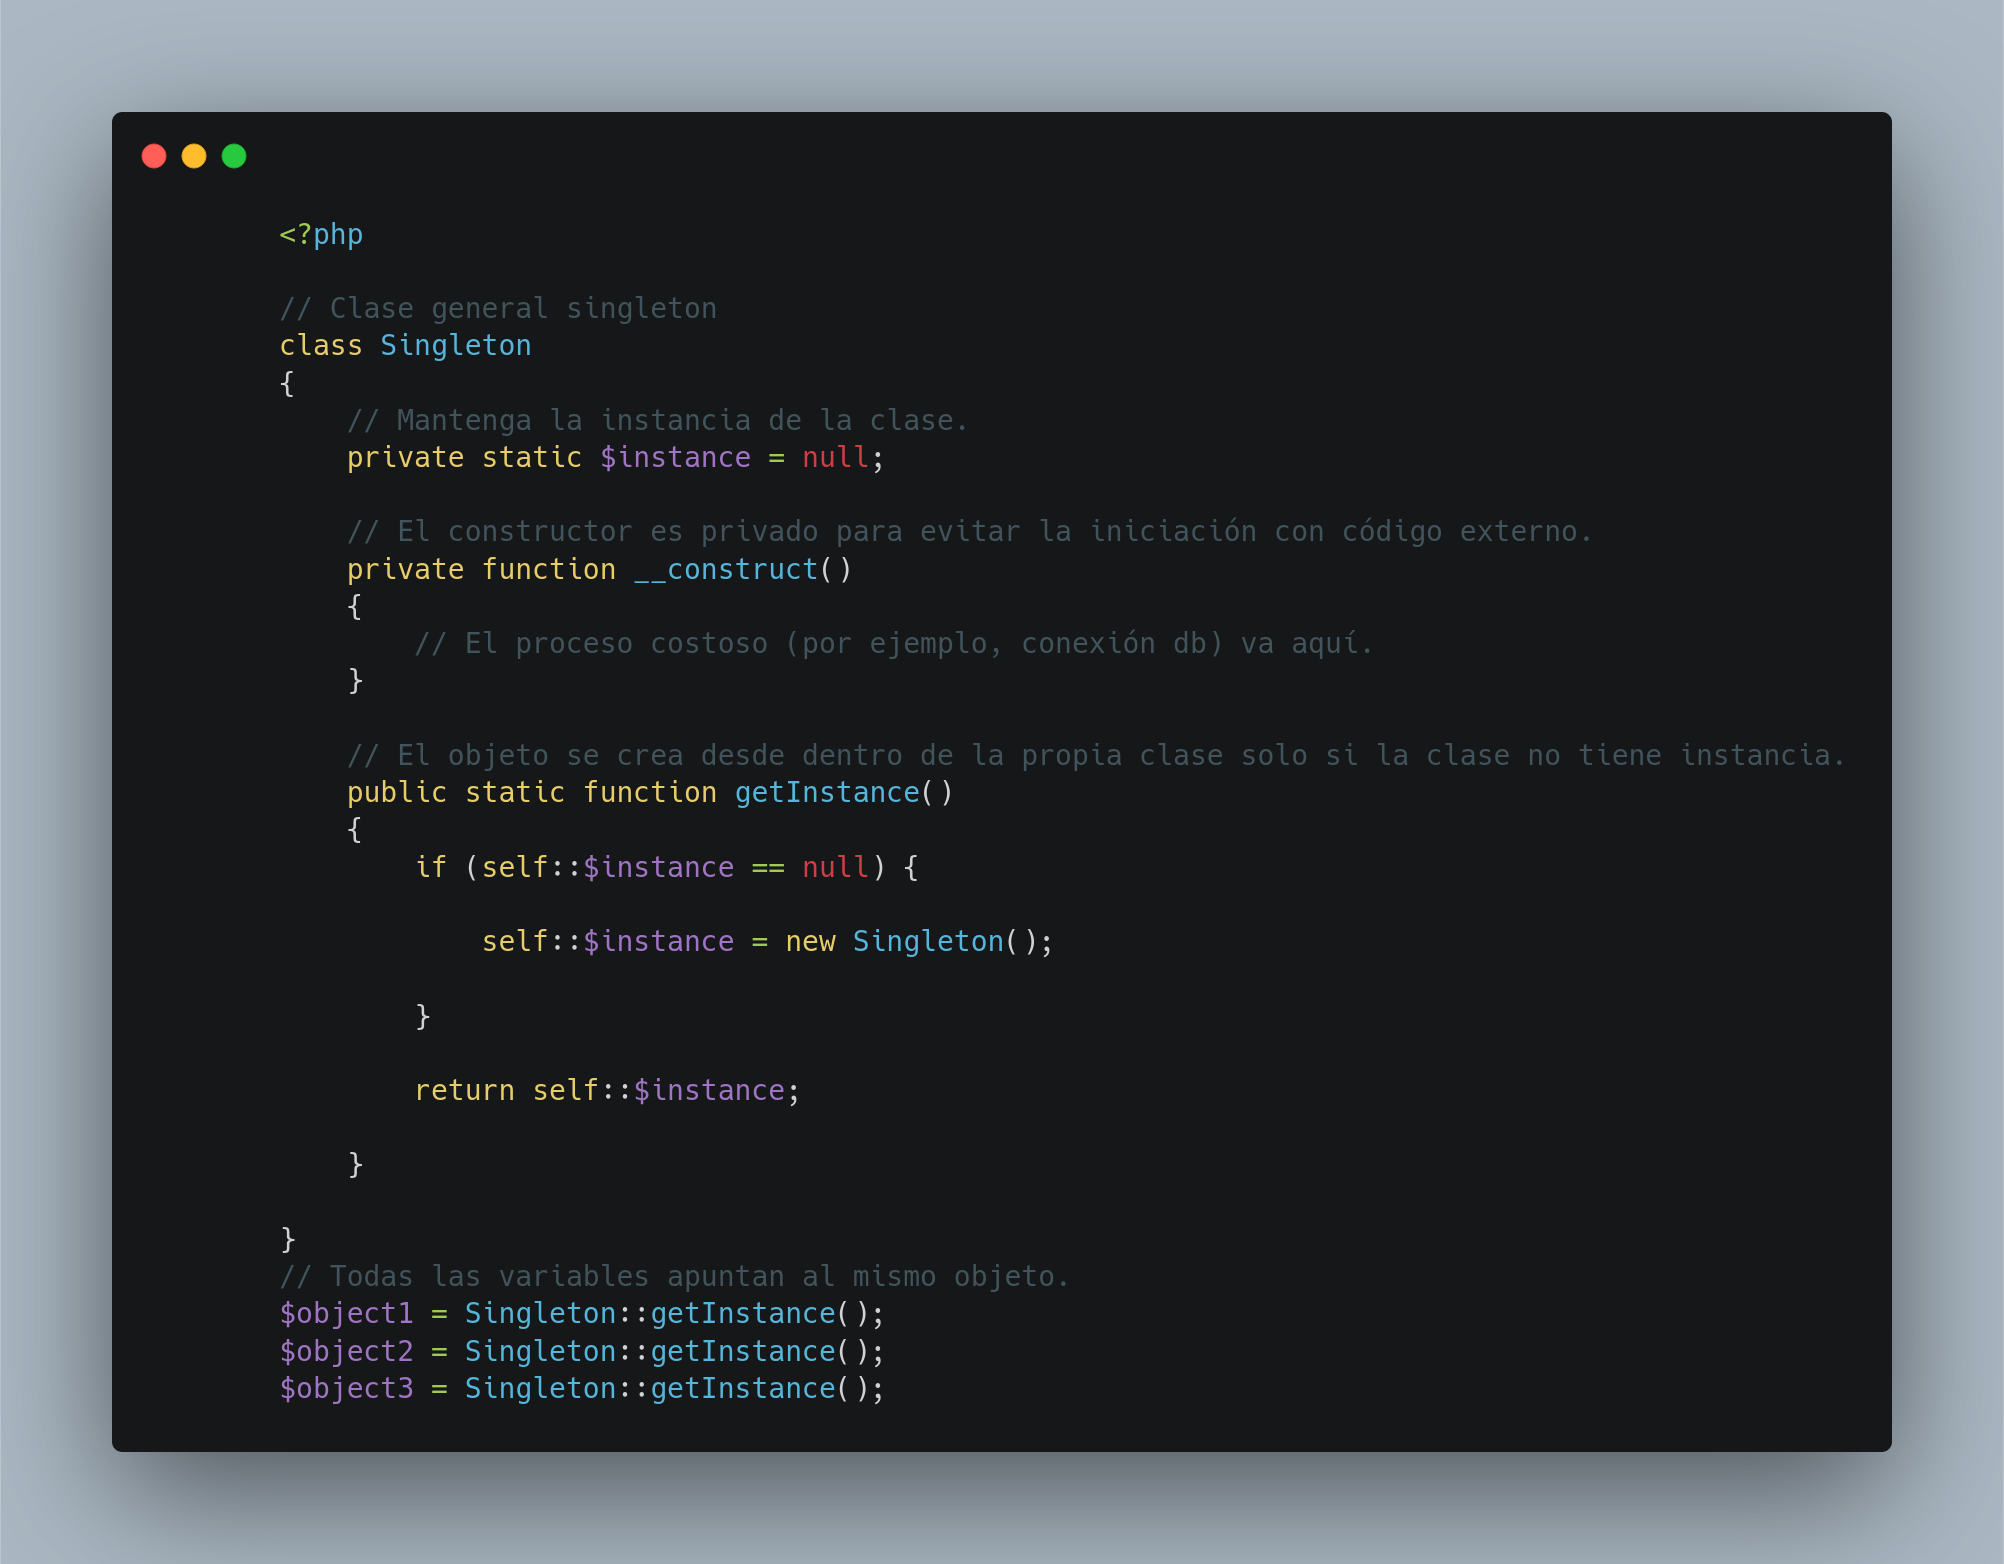 <?php
// Clase general singleton
class Singleton
{
    // Mantenga la instancia de la clase.
    private static $instance = null;
    // El constructor es privado para evitar la iniciación con código externo.
    private function __construct()
    {
        // El proceso costoso (por ejemplo, conexión db) va aquí.
    }
    // El objeto se crea desde dentro de la propia clase solo si la clase no tiene instancia.
    public static function getInstance()
    {
        if (self::$instance == null) {
            self::$instance = new Singleton();
        }
        return self::$instance;
    }
}
// Todas las variables apuntan al mismo objeto.
$object1 = Singleton::getInstance();
$object2 = Singleton::getInstance();
$object3 = Singleton::getInstance();